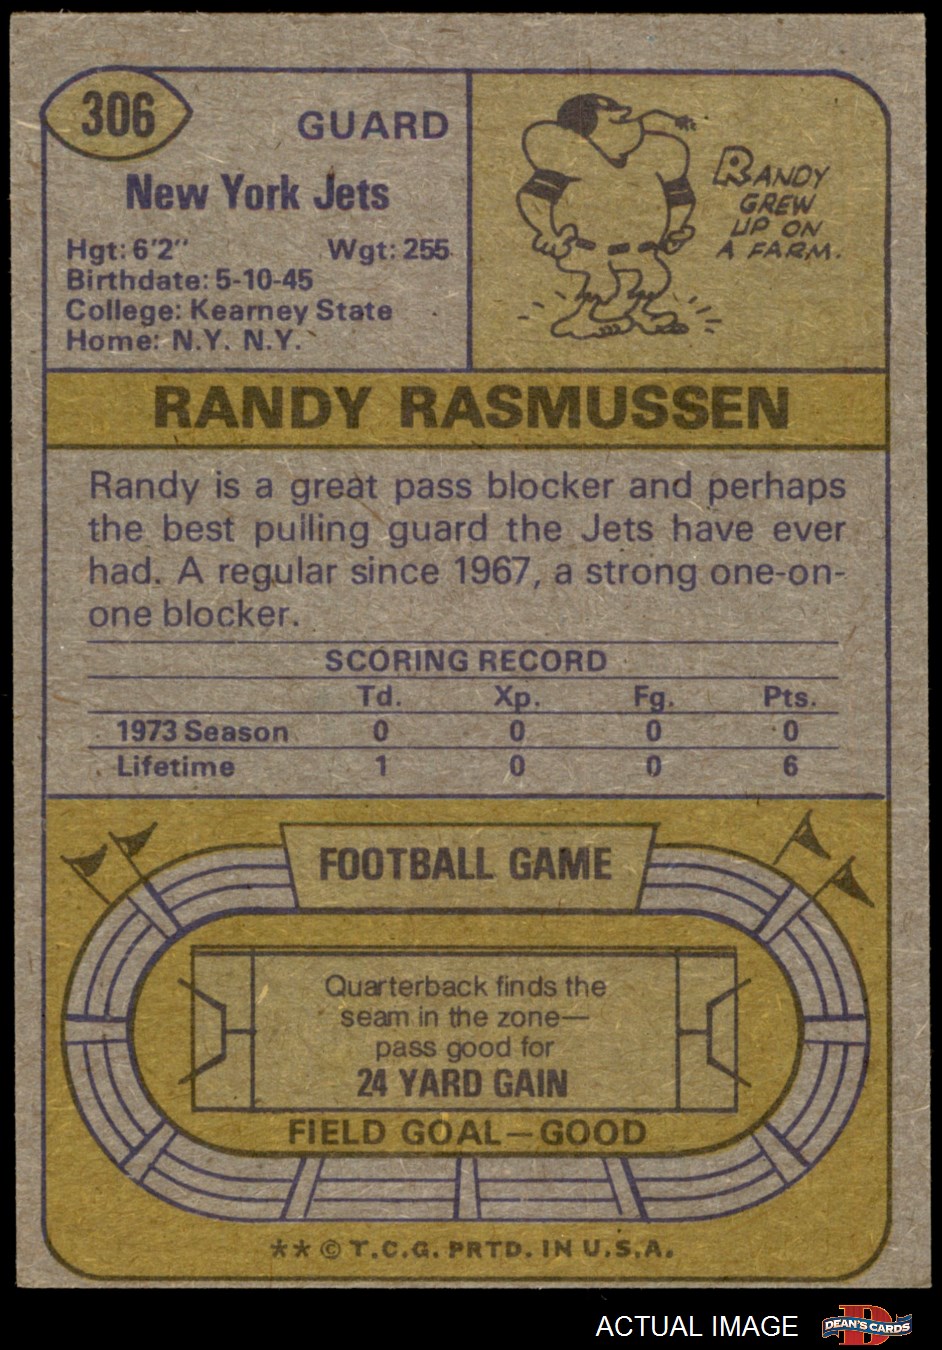 306
GUARD
New York Jets
Hgt: 6'2" Wgt: 255
Birthdate: 5-10-45
College: Kearney State
Home: N.Y. N.Y.
RANDY
GREW
UP ON
A FARM.
RANDY RASMUSSEN
Randy is a great pass blocker and perhaps
the best pulling guard the Jets have ever
had. A regular since 1967, a strong one-on-
one blocker.
SCORING RECORD
Td. Xp. Fg. Pts.
1973 Season 0 0 0 0
Lifetime 1 0 0 6
FOOTBALL GAME
Quarterback finds the
seam in the zone—
pass good for
24 YARD GAIN
FIELD GOAL—GOOD
** © T.C.G. PRTD. IN U.S.A.
ACTUAL IMAGE
DEAN'S CARDS